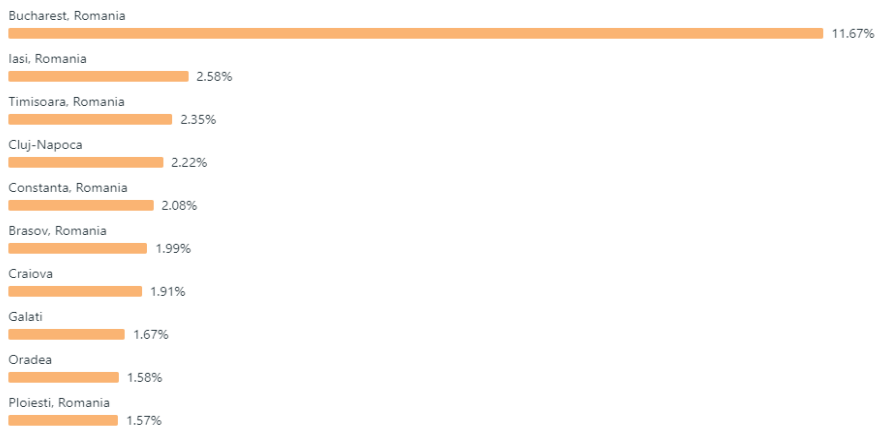 Bucharest, Romania
11.67%
Iasi, Romania
2.58%
Timisoara, Romania
2.35%
Cluj-Napoca
2.22%
Constanta, Romania
2.08%
Brasov, Romania
1.99%
Craiova
1.91%
Galati
1.67%
Oradea
1.58%
Ploiesti, Romania
1.57%